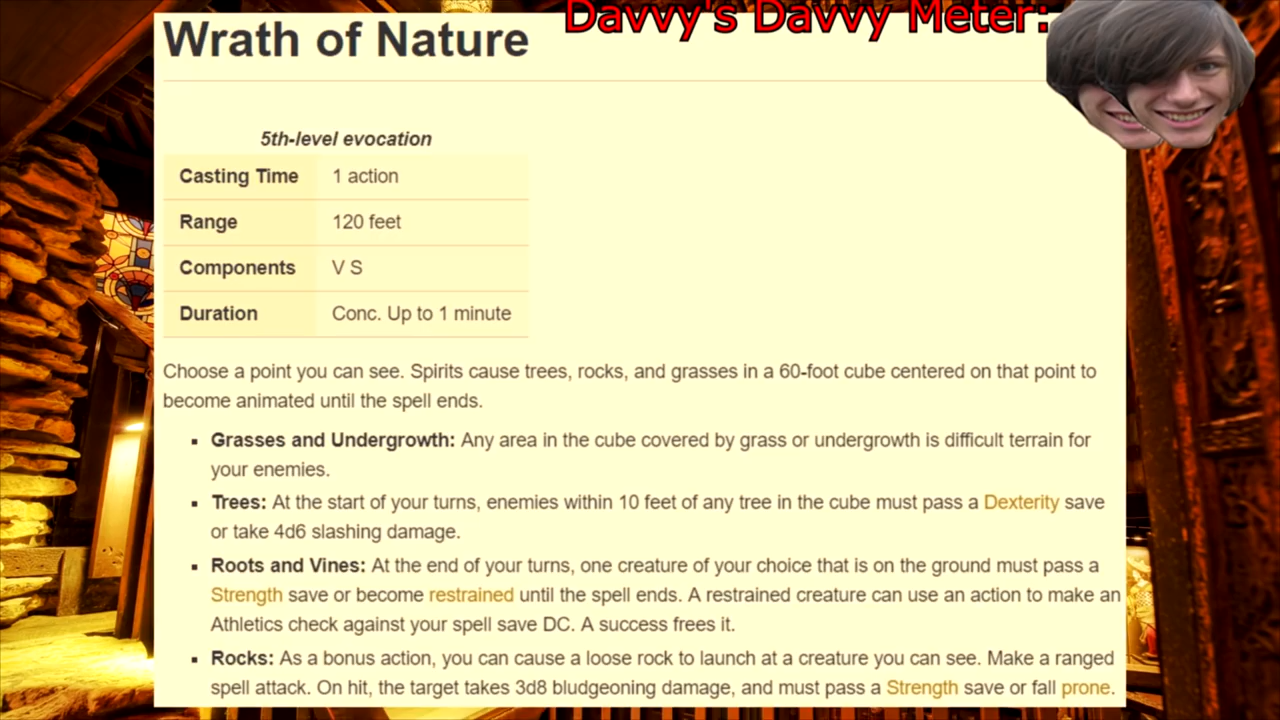 Davvy's Davvy Meter:
Wrath of Nature
5th-level evocation
Casting Time 1 action
Range 120 feet
Components V S
Duration Conc. Up to 1 minute
Choose a point you can see. Spirits cause trees, rocks, and grasses in a 60-foot cube centered on that point to
become animated until the spell ends.
▪ Grasses and Undergrowth: Any area in the cube covered by grass or undergrowth is difficult terrain for
your enemies.
▪ Trees: At the start of your turns, enemies within 10 feet of any tree in the cube must pass a Dexterity save
or take 4d6 slashing damage.
▪ Roots and Vines: At the end of your turns, one creature of your choice that is on the ground must pass a
Strength save or become restrained until the spell ends. A restrained creature can use an action to make an
Athletics check against your spell save DC. A success frees it.
▪ Rocks: As a bonus action, you can cause a loose rock to launch at a creature you can see. Make a ranged
spell attack. On hit, the target takes 3d8 bludgeoning damage, and must pass a Strength save or fall prone.